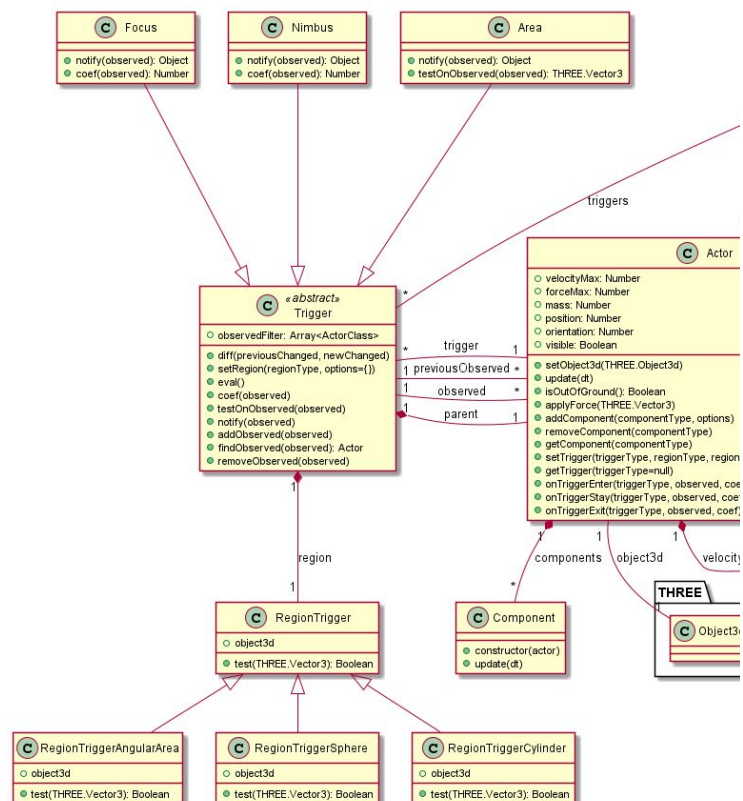 C Focus
notify(observed): Object
coef(observed): Number
C Nimbus
notify(observed): Object
coef(observed): Number
C Area
notify(observed): Object
testOnObserved(observed): THREE.Vector3
triggers
*
C «abstract»
Trigger
observedFilter: Array<ActorClass>
diff(previousChanged, newChanged)
setRegion(regionType, options={})
eval()
coef(observed)
testOnObserved(observed)
notify(observed)
addObserved(observed)
findObserved(observed): Actor
removeObserved(observed)
* trigger 1
1 previousObserved *
1 observed *
1 parent 1
C Actor
velocityMax: Number
forceMax: Number
mass: Number
position: Number
orientation: Number
visible: Boolean
setObject3d(THREE.Object3d)
update(dt)
isOutOfGround(): Boolean
applyForce(THREE.Vector3)
addComponent(componentType, options)
removeComponent(componentType)
getComponent(componentType)
setTrigger(triggerType, regionType, region
getTrigger(triggerType=null)
onTriggerEnter(triggerType, observed, coe
onTriggerStay(triggerType, observed, coef
onTriggerExit(triggerType, observed, coef)
1
region
1
1
components
*
1
object3d
1
1
velocity
THREE
C Object3d
C RegionTrigger
object3d
test(THREE.Vector3): Boolean
C Component
constructor(actor)
update(dt)
C RegionTriggerAngularArea
object3d
test(THREE.Vector3): Boolean
C RegionTriggerSphere
object3d
test(THREE.Vector3): Boolean
C RegionTriggerCylinder
object3d
test(THREE.Vector3): Boolean